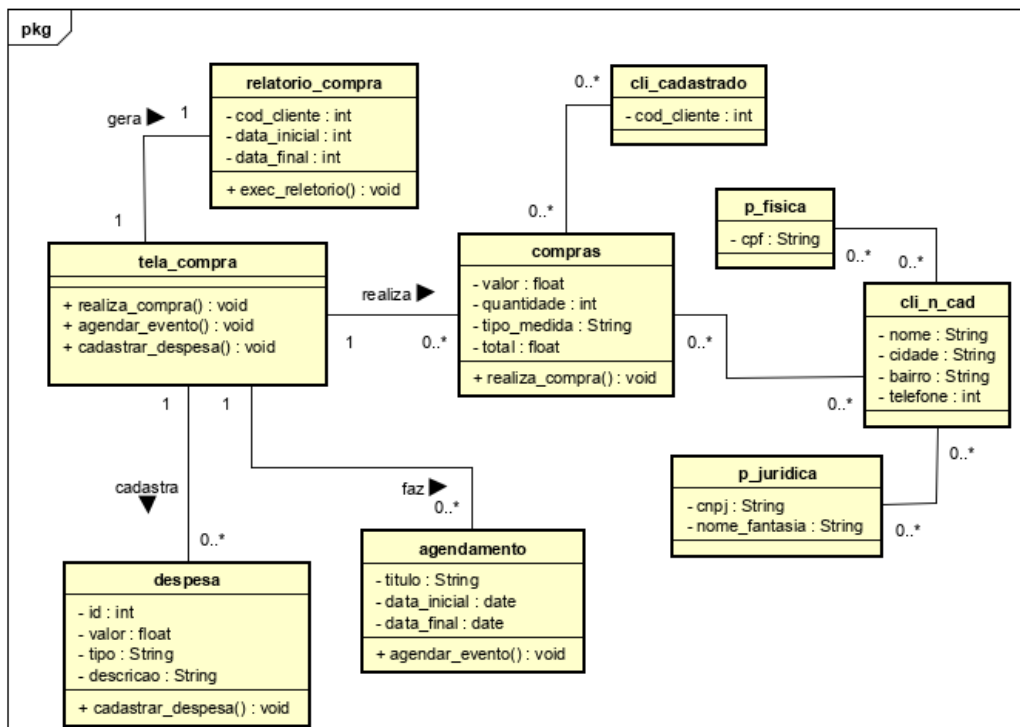 pkg
relatorio_compra
- cod_cliente : int
- data_inicial : int
- data_final : int
+ exec_reletorio() : void
gera
1
1
cli_cadastrado
- cod_cliente : int
0..*
0..*
p_fisica
- cpf : String
0..*
0..*
tela_compra
+ realiza_compra() : void
+ agendar_evento() : void
+ cadastrar_despesa() : void
realiza
1
0..*
compras
- valor : float
- quantidade : int
- tipo_medida : String
- total : float
+ realiza_compra() : void
0..*
0..*
cli_n_cad
- nome : String
- cidade : String
- bairro : String
- telefone : int
0..*
0..*
p_juridica
- cnpj : String
- nome_fantasia : String
1
1
cadastra
0..*
faz
0..*
despesa
- id : int
- valor : float
- tipo : String
- descricao : String
+ cadastrar_despesa() : void
agendamento
- titulo : String
- data_inicial : date
- data_final : date
+ agendar_evento() : void